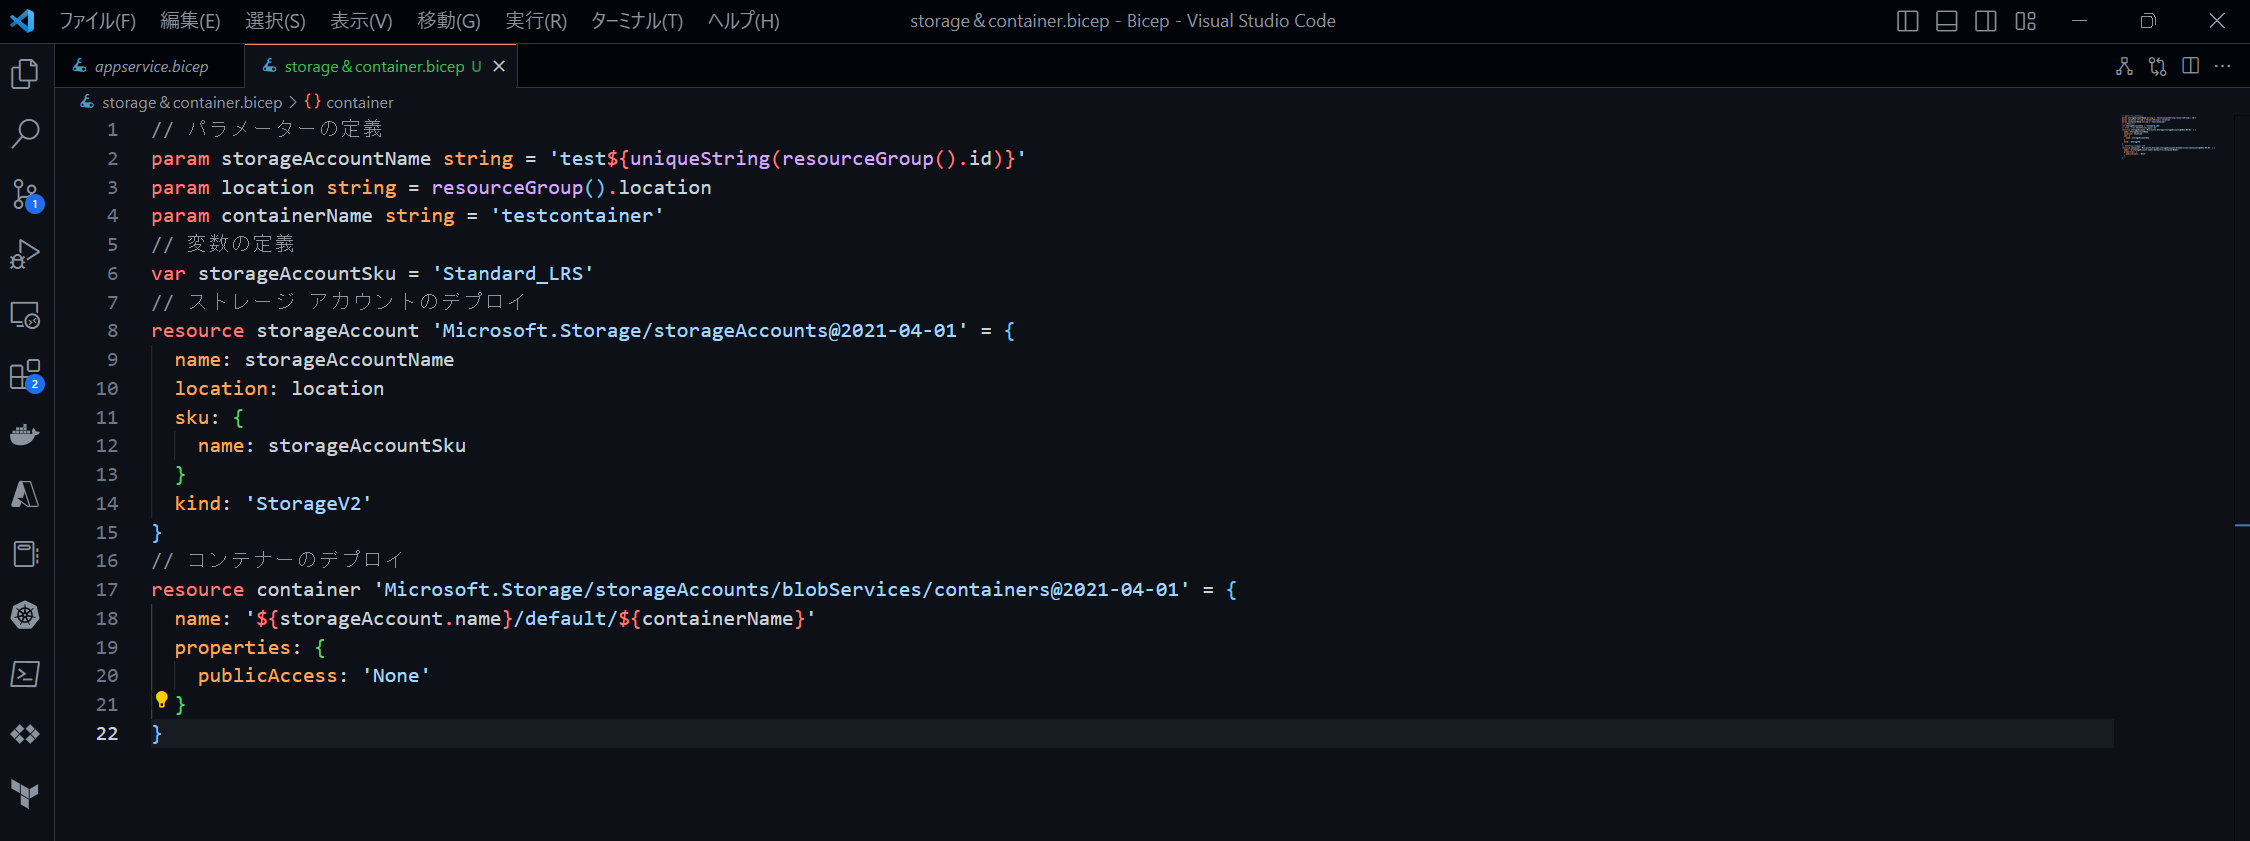 ファイル(F) 編集(E) 選択(S) 表示(V) 移動(G) 実行(R) ターミナル(T) ヘルプ(H) storage＆container.bicep - Bicep - Visual Studio Code
appservice.bicep storage＆container.bicep U
storage＆container.bicep > {} container
1 // パラメーターの定義
2 param storageAccountName string = 'test${uniqueString(resourceGroup().id)}'
3 param location string = resourceGroup().location
4 param containerName string = 'testcontainer'
5 // 変数の定義
6 var storageAccountSku = 'Standard_LRS'
7 // ストレージ アカウントのデプロイ
8 resource storageAccount 'Microsoft.Storage/storageAccounts@2021-04-01' = {
9 name: storageAccountName
10 location: location
11 sku: {
12 name: storageAccountSku
13 }
14 kind: 'StorageV2'
15 }
16 // コンテナーのデプロイ
17 resource container 'Microsoft.Storage/storageAccounts/blobServices/containers@2021-04-01' = {
18 name: '${storageAccount.name}/default/${containerName}'
19 properties: {
20 publicAccess: 'None'
21 }
22 }
1
2